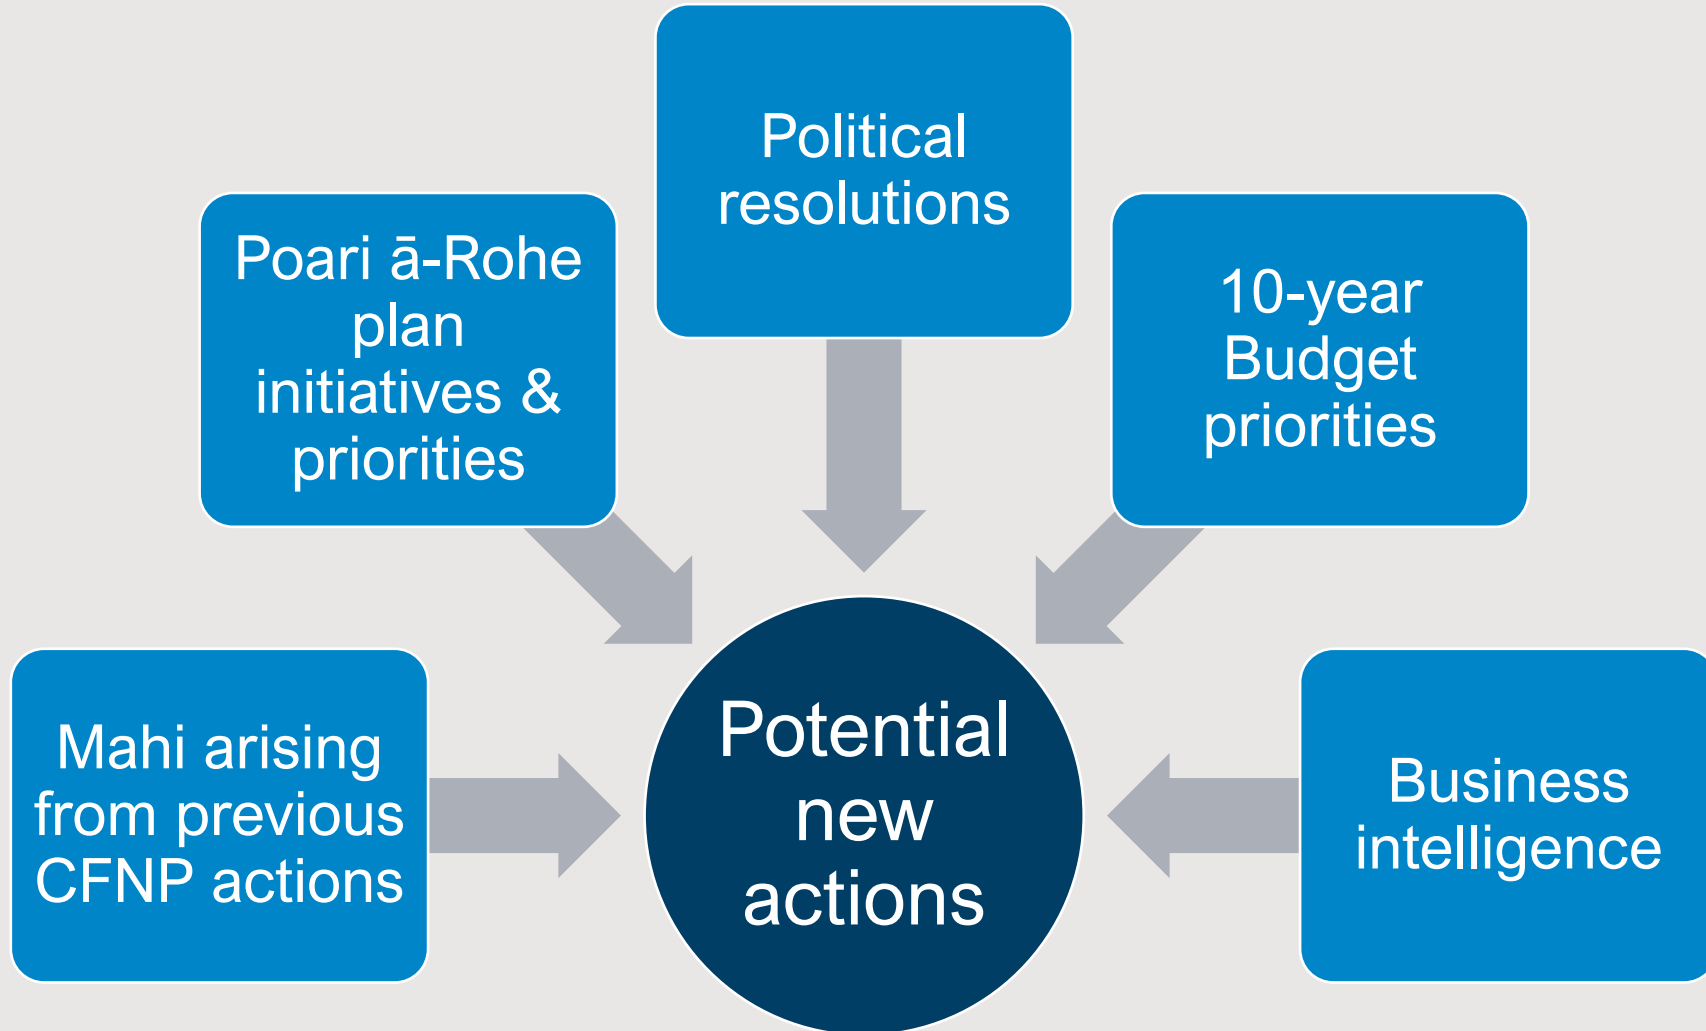 Political
resolutions
Poari ā-Rohe
plan
initiatives &
priorities
10-year
Budget
priorities
Mahi arising
from previous
CFNP actions
Potential
new
actions
Business
intelligence